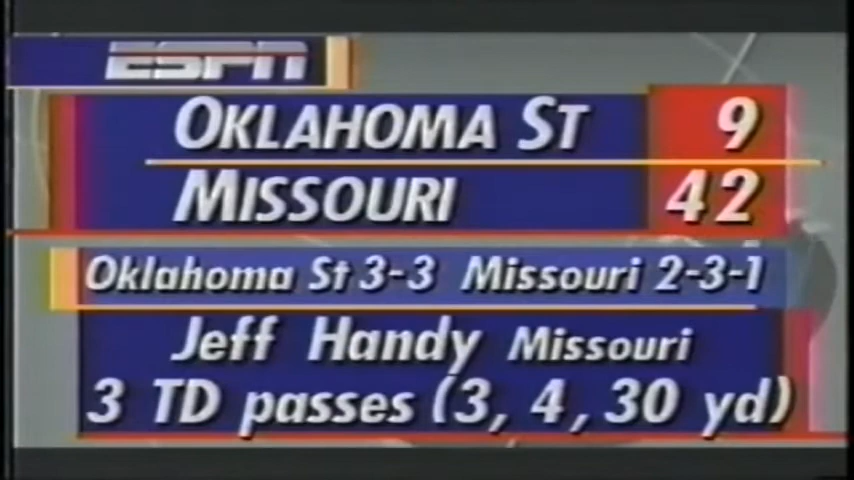 ESPN
OKLAHOMA ST 9
MISSOURI 42
Oklahoma St 3-3 Missouri 2-3-1
Jeff Handy Missouri
3 TD passes (3, 4, 30 yd)